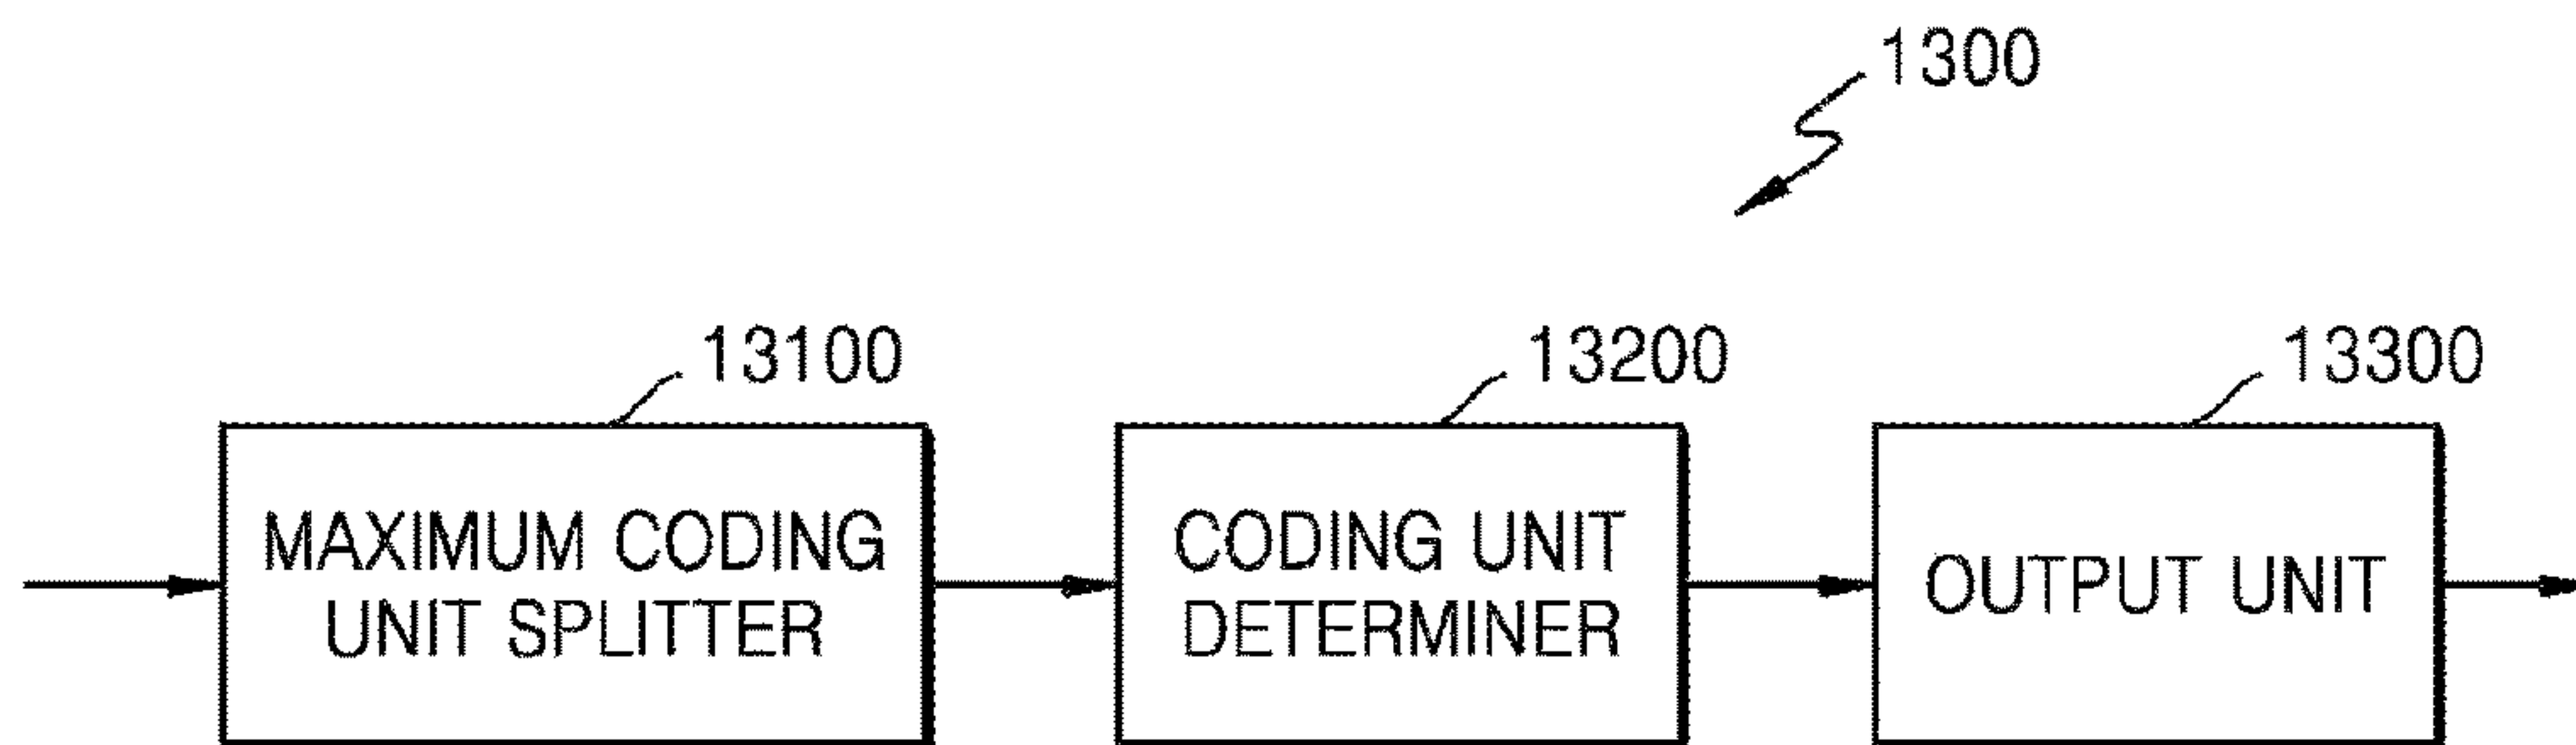 1300
13100
13200
13300
MAXIMUM CODING
UNIT SPLITTER
CODING UNIT
DETERMINER
OUTPUT UNIT